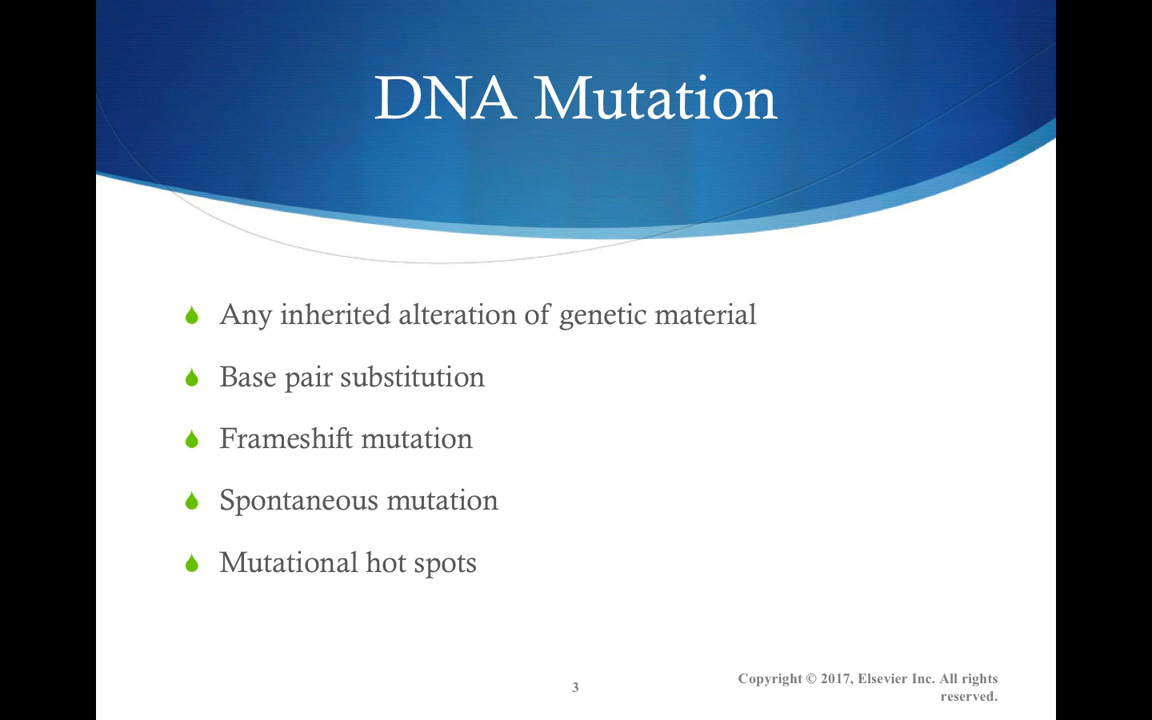 DNA Mutation
Any inherited alteration of genetic material
Base pair substitution
Frameshift mutation
Spontaneous mutation
Mutational hot spots
3
Copyright © 2017, Elsevier Inc. All rights
reserved.